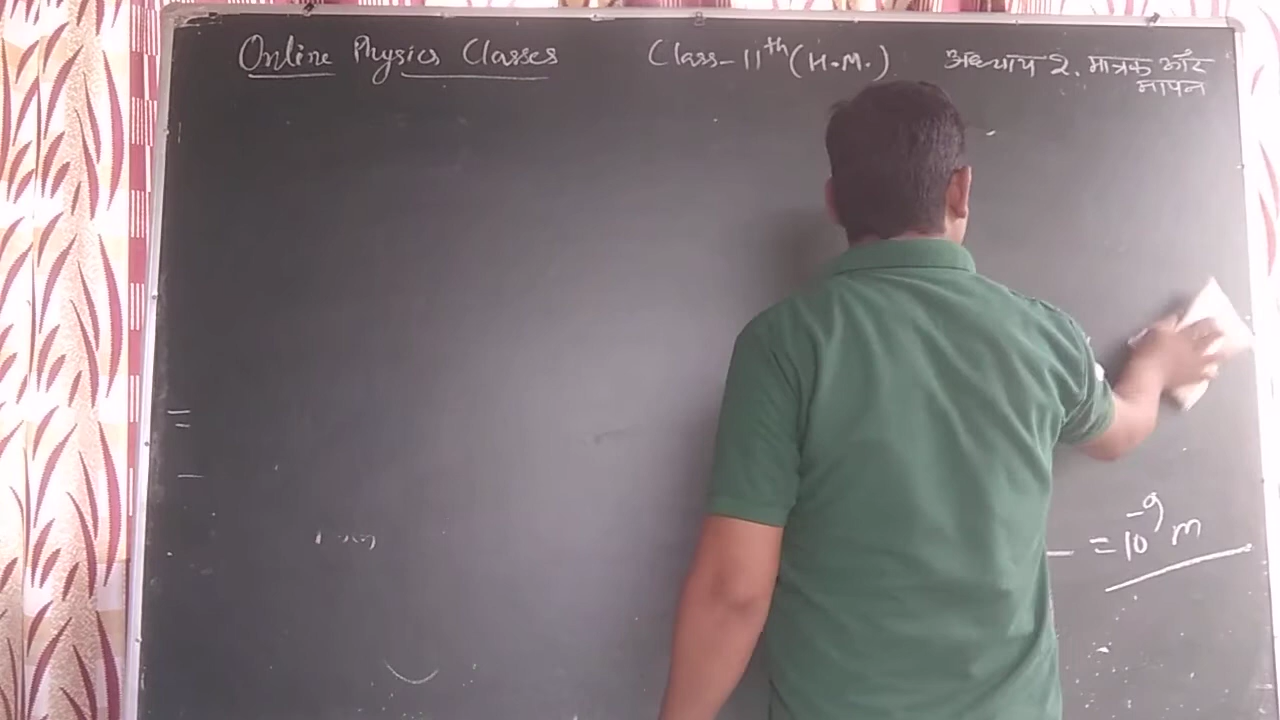 Online Physics Classes Class-11th (H.M.) अध्याय 2. मात्रक और
मापन
= 10^-9 m